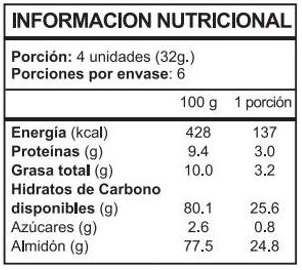 INFORMACION NUTRICIONAL
Porción: 4 unidades (32g.)
Porciones por envase: 6
100 g 1 porción
Energía (kcal) 428 137
Proteínas (g) 9.4 3.0
Grasa total (g) 10.0 3.2
Hidratos de Carbono
disponibles (g) 80.1 25.6
Azúcares (g) 2.6 0.8
Almidón (g) 77.5 24.8